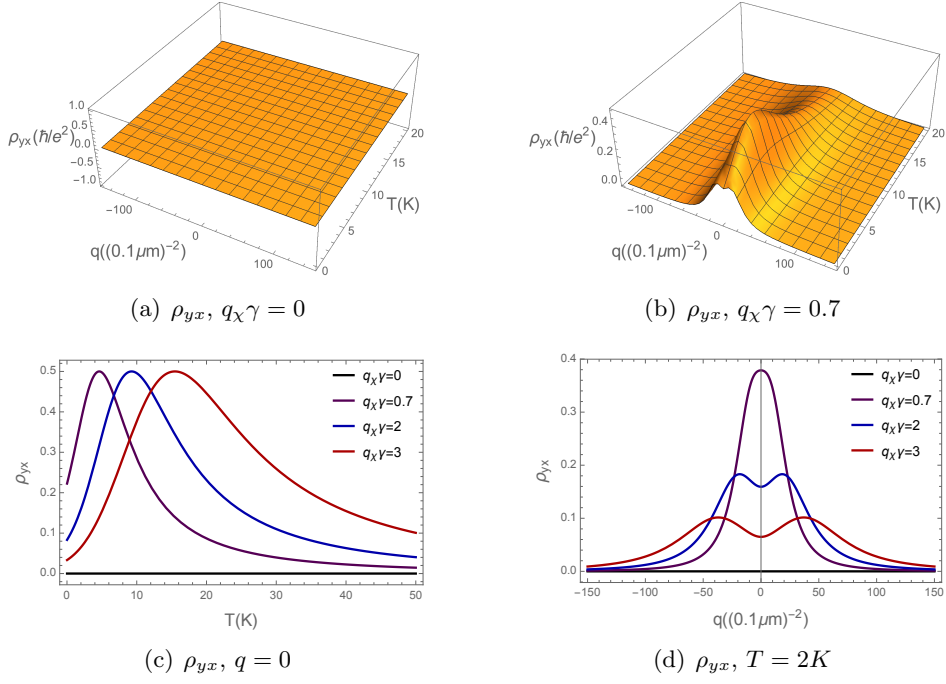 1.0
0.5
ρyx(ħ/e²) 0.0
-0.5
-1.0
-100
0
100
q((0.1μm)⁻²)
0
5
10
15
20
T(K)
(a) ρyx, qχγ = 0
0.4
ρyx(ħ/e²)
0.2
0.0
-100
0
100
q((0.1μm)⁻²)
0
5
10
15
20
T(K)
(b) ρyx, qχγ = 0.7
0.5
0.4
0.3
0.2
0.1
0.0
ρyx
qχγ=0
qχγ=0.7
qχγ=2
qχγ=3
0 10 20 30 40 50
T(K)
(c) ρyx, q = 0
0.4
0.3
0.2
0.1
0.0
ρyx
qχγ=0
qχγ=0.7
qχγ=2
qχγ=3
-150 -100 -50 0 50 100 150
q((0.1μm)⁻²)
(d) ρyx, T = 2K